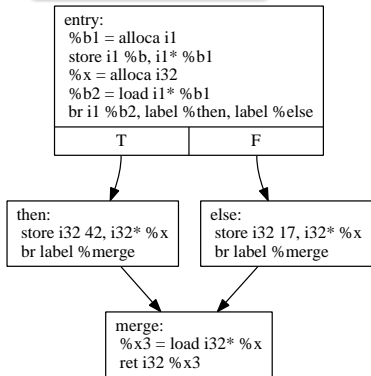 entry:
%b1 = alloca i1
store i1 %b, i1* %b1
%x = alloca i32
%b2 = load i1* %b1
br i1 %b2, label %then, label %else
T F
then:
store i32 42, i32* %x
br label %merge
else:
store i32 17, i32* %x
br label %merge
merge:
%x3 = load i32* %x
ret i32 %x3